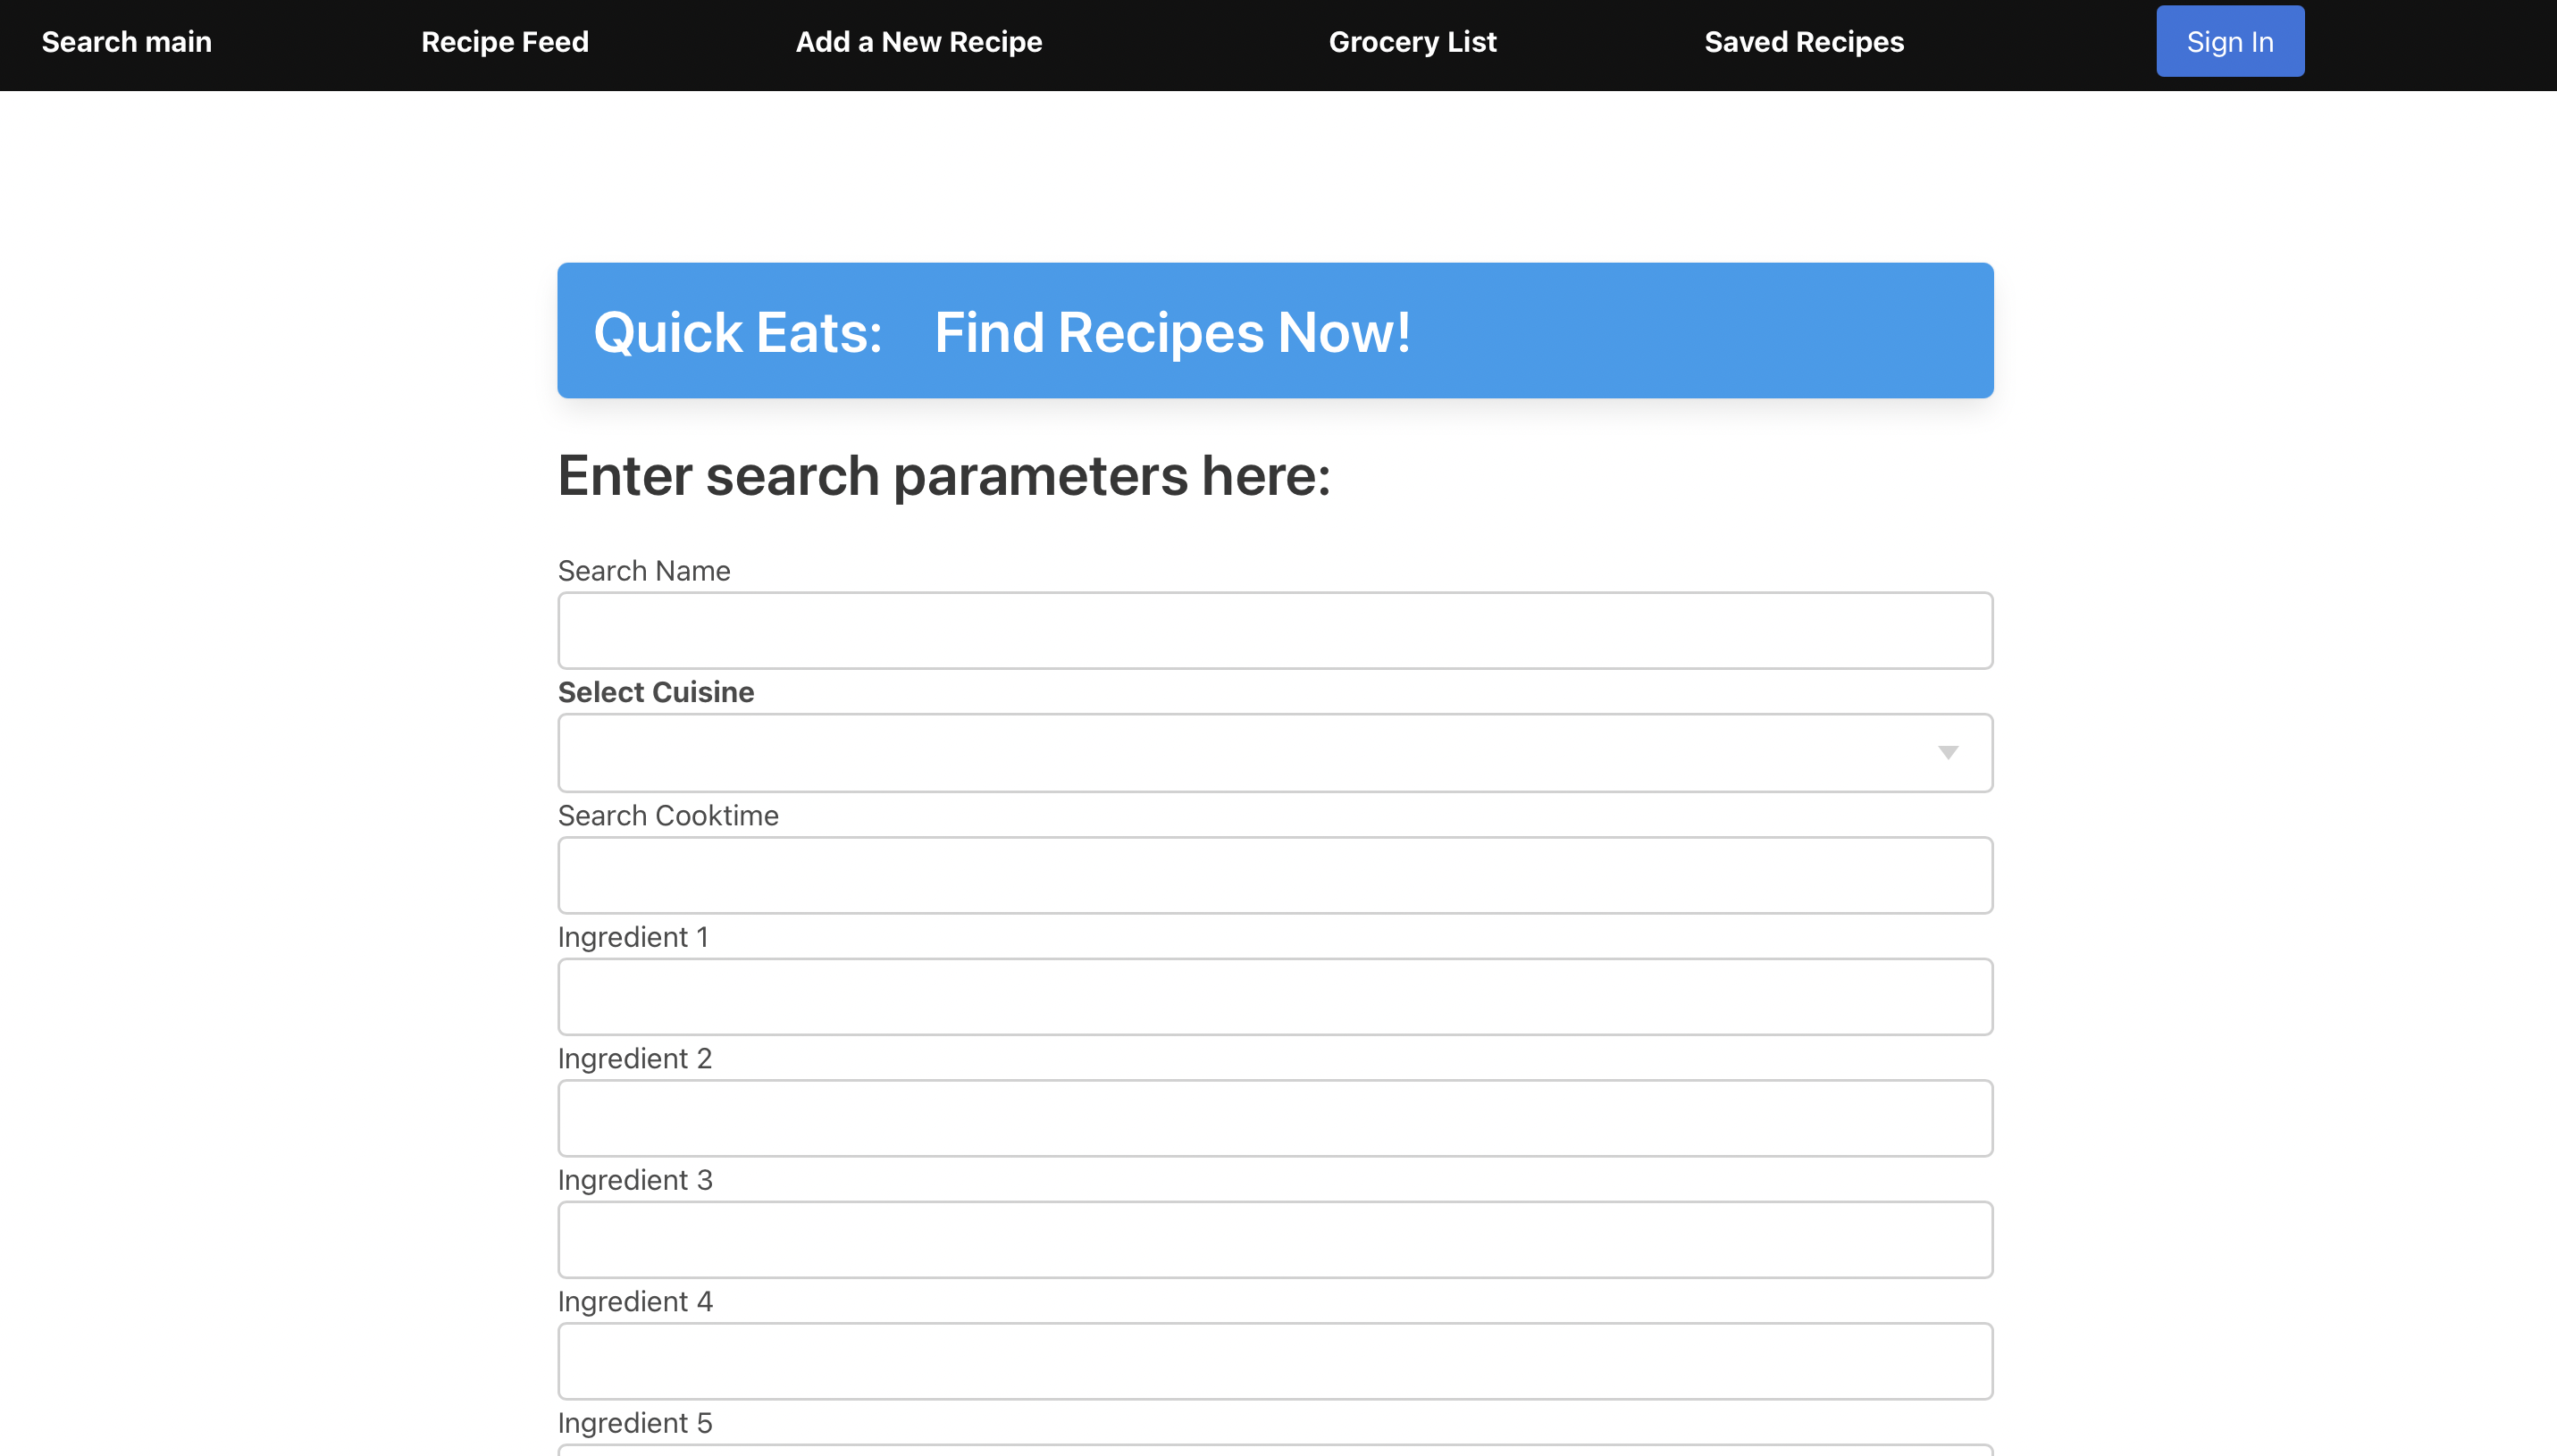 Search main Recipe Feed Add a New Recipe Grocery List Saved Recipes Sign In
Quick Eats: Find Recipes Now!
Enter search parameters here:
Search Name
Select Cuisine
Search Cooktime
Ingredient 1
Ingredient 2
Ingredient 3
Ingredient 4
Ingredient 5